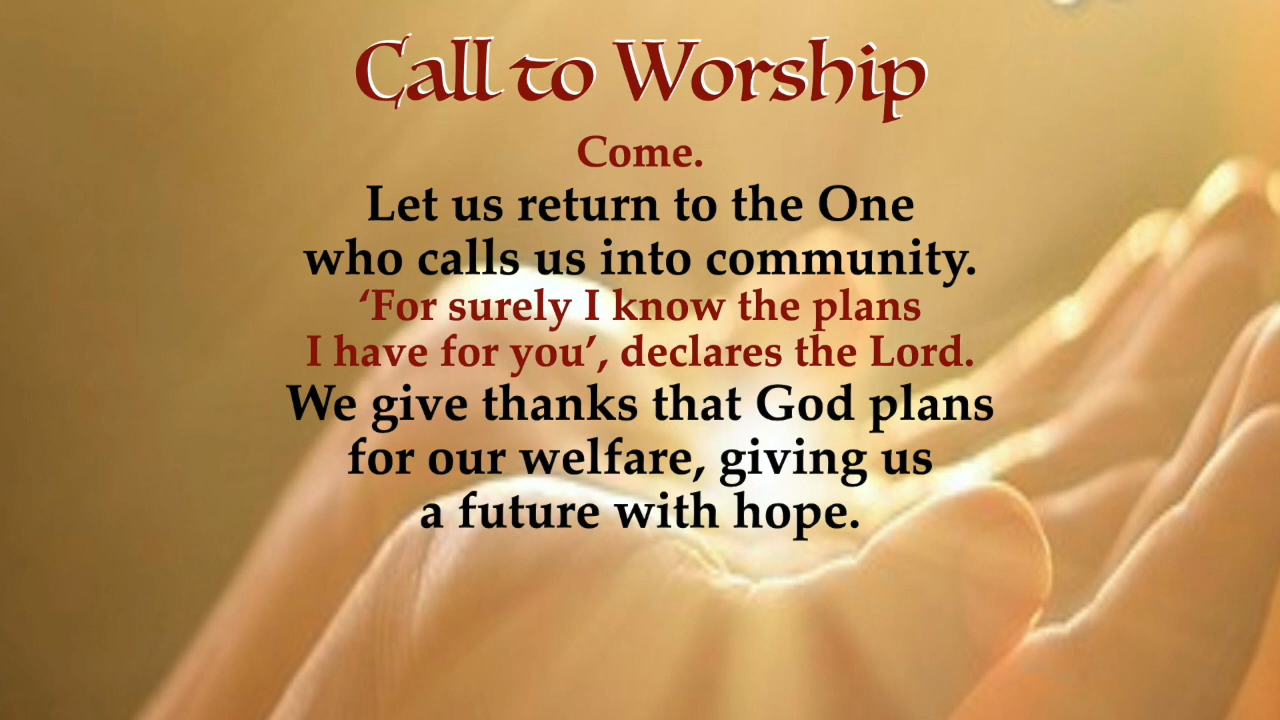 Call to Worship
Come.
Let us return to the One
who calls us into community.
‘For surely I know the plans
I have for you’, declares the Lord.
We give thanks that God plans
for our welfare, giving us
a future with hope.